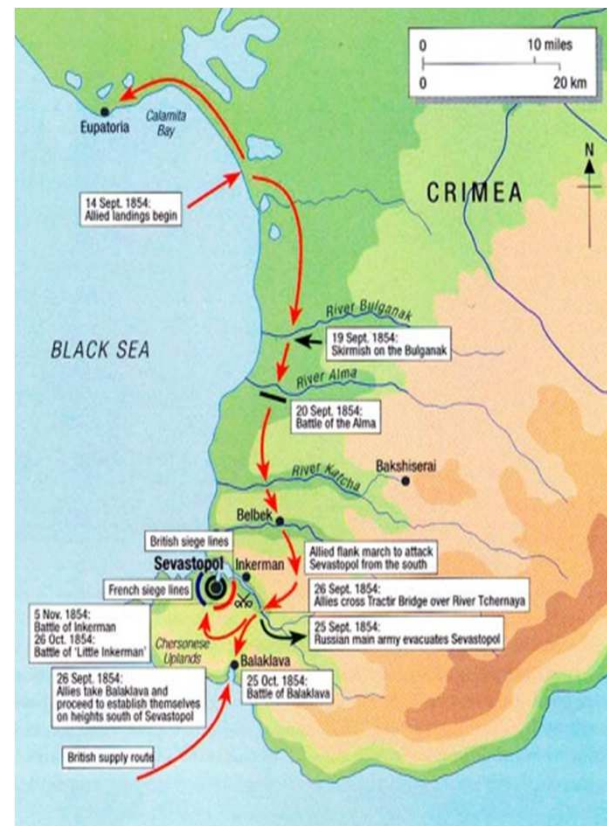 0 10 miles
0 20 km
N
Eupatoria
Calamita
Bay
CRIMEA
14 Sept. 1854:
Allied landings begin
River Bulganak
19 Sept. 1854:
Skirmish on the Bulganak
BLACK SEA
River Alma
20 Sept. 1854:
Battle of the Alma
River Katcha
Bakshiserai
Belbek
British siege lines
Sevastopol
Inkerman
Allied flank march to attack
Sevastopol from the south
French siege lines
26 Sept. 1854:
Allies cross Tractir Bridge over River Tchernaya
5 Nov. 1854:
Battle of Inkerman
26 Oct. 1854:
Battle of 'Little Inkerman'
25 Sept. 1854:
Russian main army evacuates Sevastopol
Chersonese
Uplands
Balaklava
26 Sept. 1854:
Allies take Balaklava and
proceed to establish themselves
on heights south of Sevastopol
25 Oct. 1854:
Battle of Balaklava
British supply route